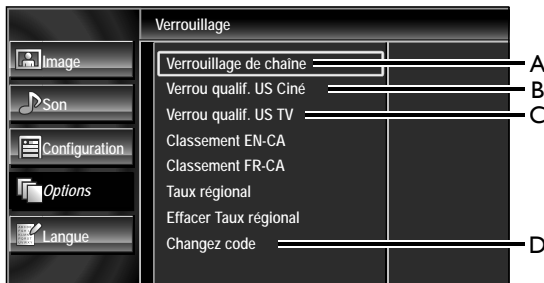 Verrouillage
Image
Son
Configuration
Options
Langue
Verrouillage de chaîne
Verrou qualif. US Ciné
Verrou qualif. US TV
Classement EN-CA
Classement FR-CA
Taux régional
Effacer Taux régional
Changez code
A
B
C
D